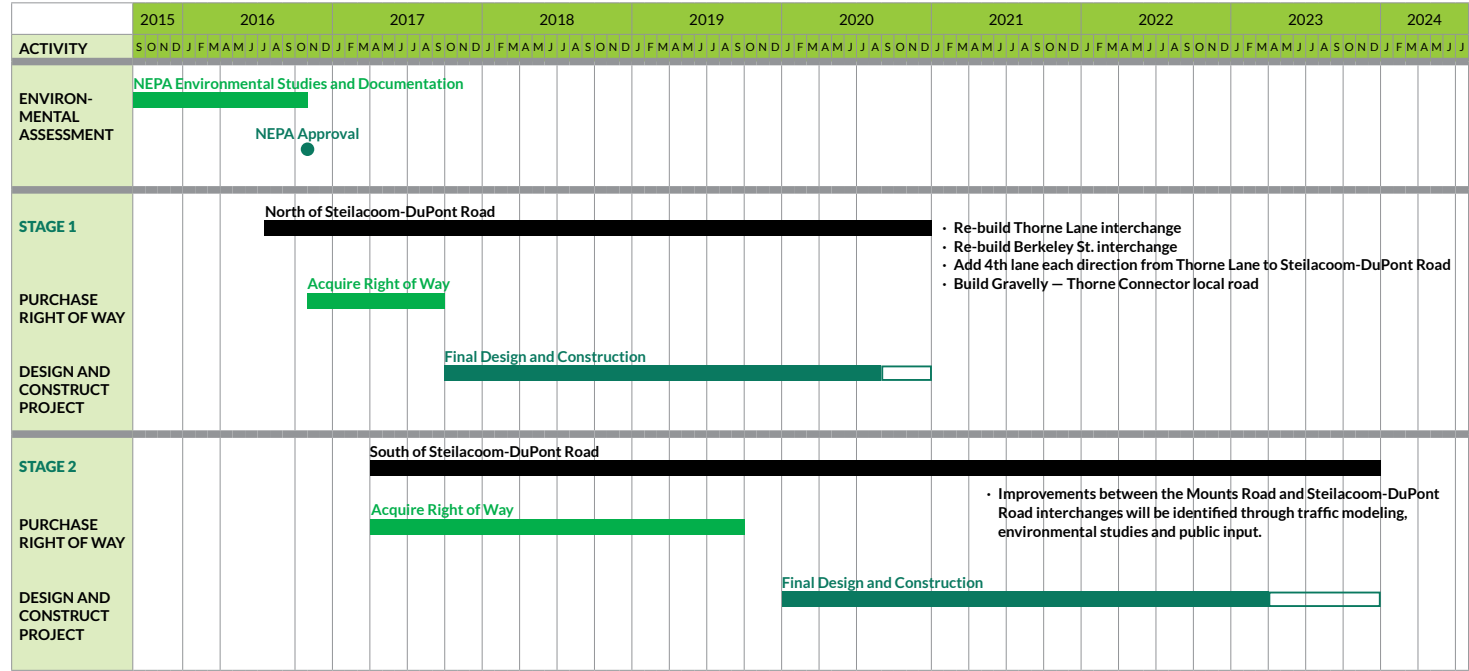 2015 2016 2017 2018 2019 2020 2021 2022 2023 2024
ACTIVITY S O N D J F M A M J J A S O N D J F M A M J J A S O N D J F M A M J J A S O N D J F M A M J J A S O N D J F M A M J J A S O N D J F M A M J J A S O N D J F M A M J J A S O N D J F M A M J J A S O N D J F M A M J J
NEPA Environmental Studies and Documentation
ENVIRON-
MENTAL
ASSESSMENT
NEPA Approval
North of Steilacoom-DuPont Road
STAGE 1
· Re-build Thorne Lane interchange
· Re-build Berkeley St. interchange
· Add 4th lane each direction from Thorne Lane to Steilacoom-DuPont Road
· Build Gravelly — Thorne Connector local road
Acquire Right of Way
PURCHASE
RIGHT OF WAY
Final Design and Construction
DESIGN AND
CONSTRUCT
PROJECT
South of Steilacoom-DuPont Road
STAGE 2
· Improvements between the Mounts Road and Steilacoom-DuPont
Road interchanges will be identified through traffic modeling,
environmental studies and public input.
Acquire Right of Way
PURCHASE
RIGHT OF WAY
Final Design and Construction
DESIGN AND
CONSTRUCT
PROJECT